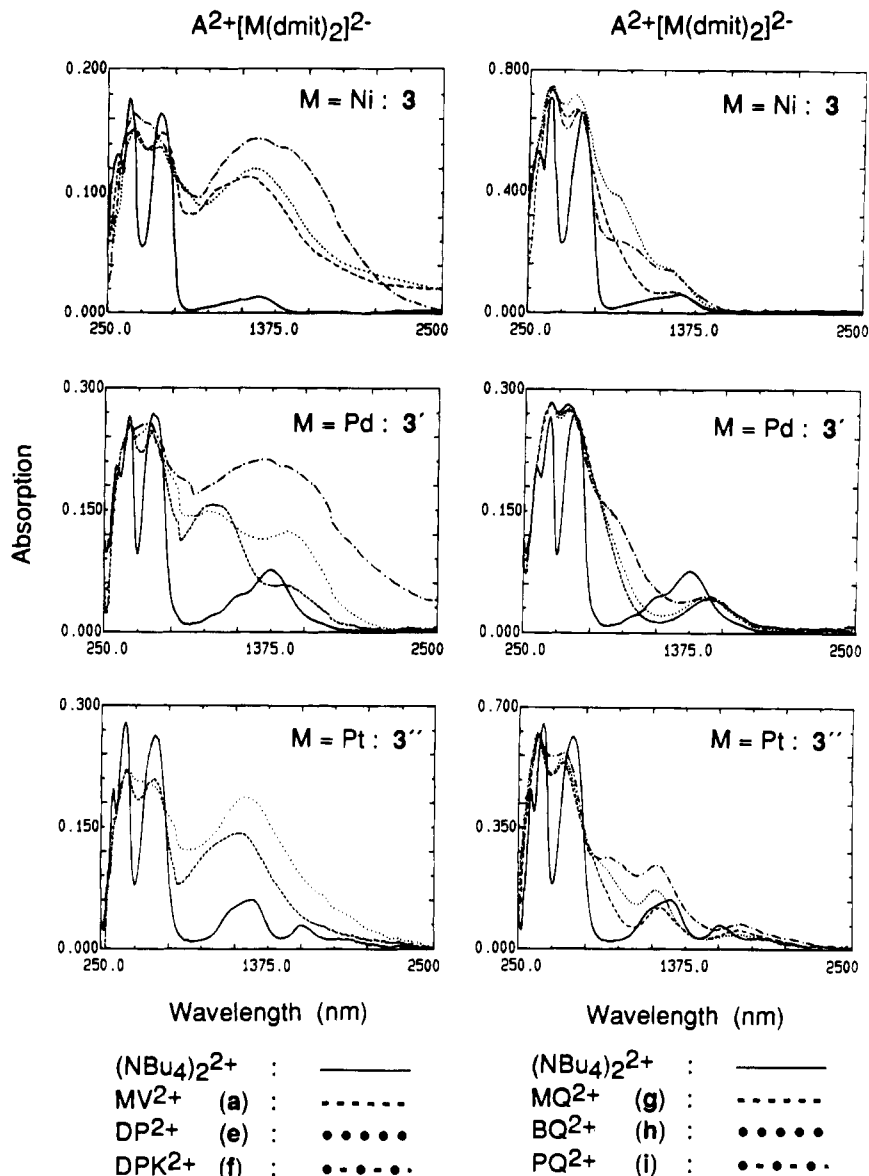 A2+[M(dmit)2]2-
A2+[M(dmit)2]2-
0.200
M = Ni : 3
0.100
0.000
250.0 1375.0 2500
0.800
M = Ni : 3
0.400
0.000
250.0 1375.0 2500
Absorption
0.300
M = Pd : 3′
0.150
0.000
250.0 1375.0 2500
0.300
M = Pd : 3′
0.150
0.000
250.0 1375.0 2500
0.300
M = Pt : 3′′
0.150
0.000
250.0 1375.0 2500
0.700
M = Pt : 3′′
0.350
0.000
250.0 1375.0 2500
Wavelength (nm)
Wavelength (nm)
(NBu4)2 2+ :
MV2+ (a) :
DP2+ (e) :
DPK2+ (f) :
(NBu4)2 2+ :
MQ2+ (g) :
BQ2+ (h) :
PQ2+ (i) :